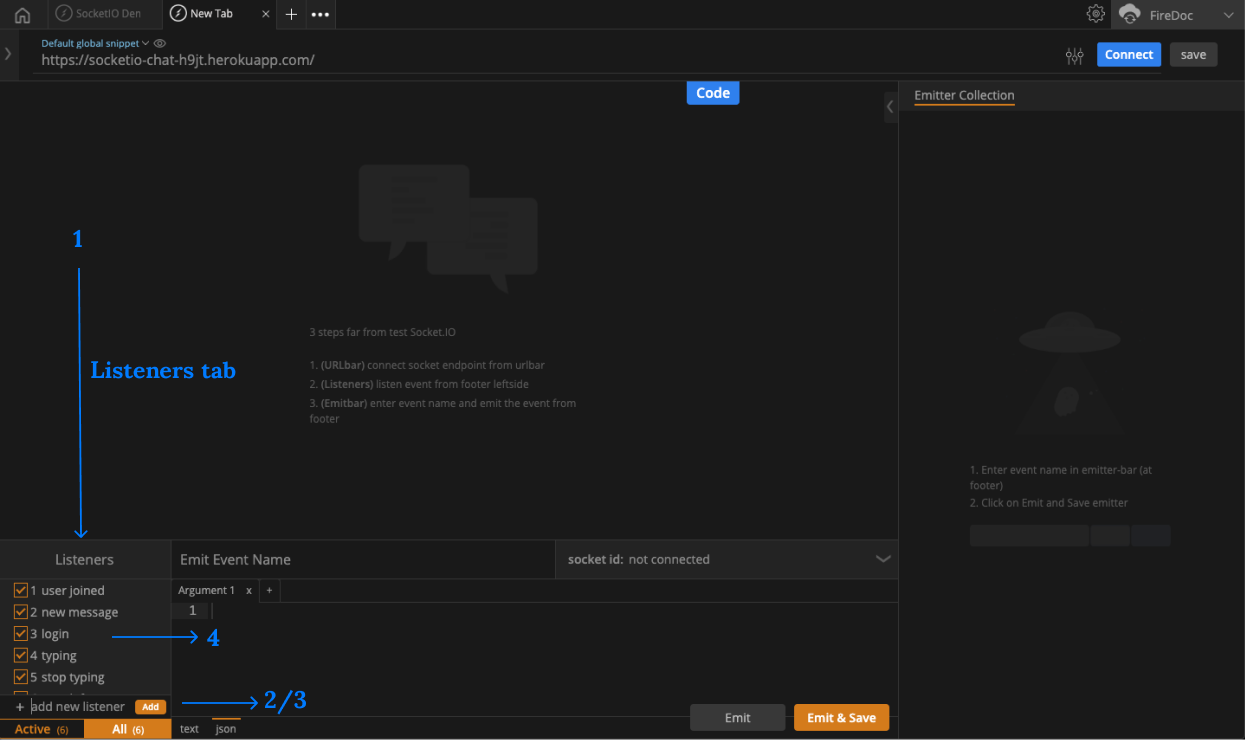 SocketIO Den
New Tab
×
+
•••
FireDoc
Default global snippet
https://socketio-chat-h9jt.herokuapp.com/
Connect
save
Code
Emitter Collection
1
Listeners tab
3 steps far from test Socket.IO
1. (URLbar) connect socket endpoint from urlbar
2. (Listeners) listen event from footer leftside
3. (Emitbar) enter event name and emit the event from
footer
1. Enter event name in emitter-bar (at
footer)
2. Click on Emit and Save emitter
Listeners
Emit Event Name
socket id: not connected
1 user joined
2 new message
3 login
4 typing
5 stop typing
Argument 1 x +
1
4
+ add new listener Add
2/3
Active (6)
All (6)
text
json
Emit
Emit & Save